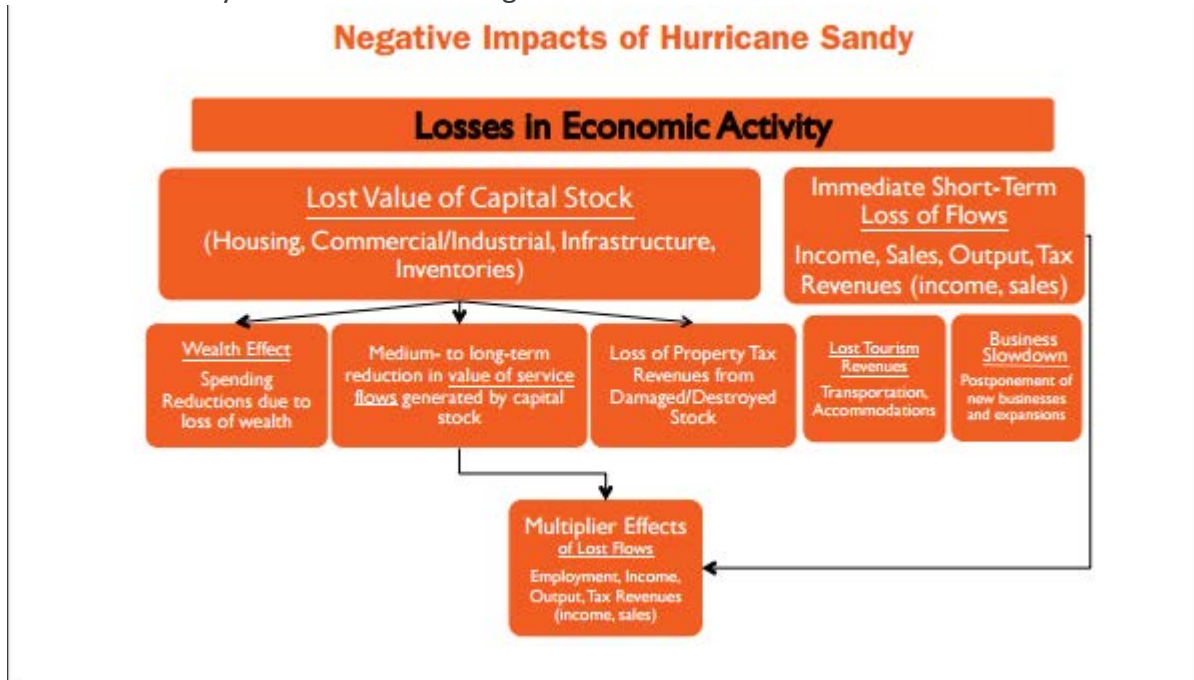 Negative Impacts of Hurricane Sandy
Losses in Economic Activity
Lost Value of Capital Stock
(Housing, Commercial/Industrial, Infrastructure,
Inventories)
Immediate Short-Term
Loss of Flows
Income, Sales, Output, Tax
Revenues (income, sales)
Wealth Effect
Spending
Reductions due to
loss of wealth
Medium- to long-term
reduction in value of service
flows generated by capital
stock
Loss of Property Tax
Revenues from
Damaged/Destroyed
Stock
Lost Tourism
Revenues
Transportation,
Accommodations
Business
Slowdown
Postponement of
new businesses
and expansions
Multiplier Effects
of Lost Flows
Employment, Income,
Output, Tax Revenues
(income, sales)